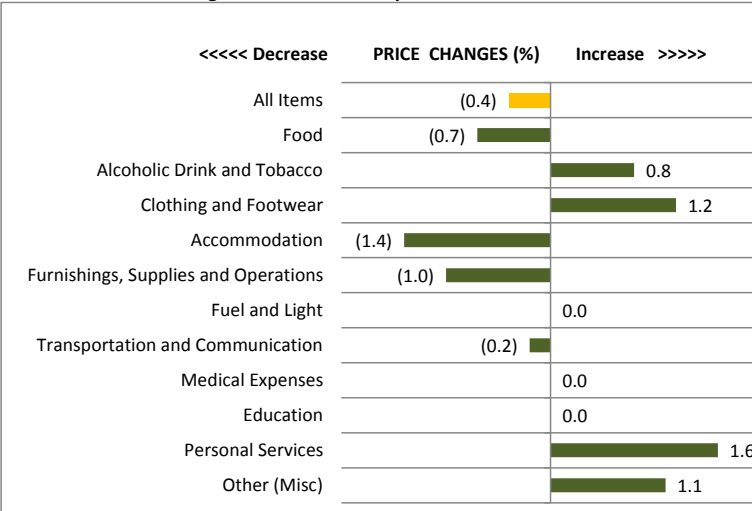 <<<<< Decrease PRICE CHANGES (%) Increase >>>>>
All Items (0.4)
Food (0.7)
Alcoholic Drink and Tobacco 0.8
Clothing and Footwear 1.2
Accommodation (1.4)
Furnishings, Supplies and Operations (1.0)
Fuel and Light 0.0
Transportation and Communication (0.2)
Medical Expenses 0.0
Education 0.0
Personal Services 1.6
Other (Misc) 1.1